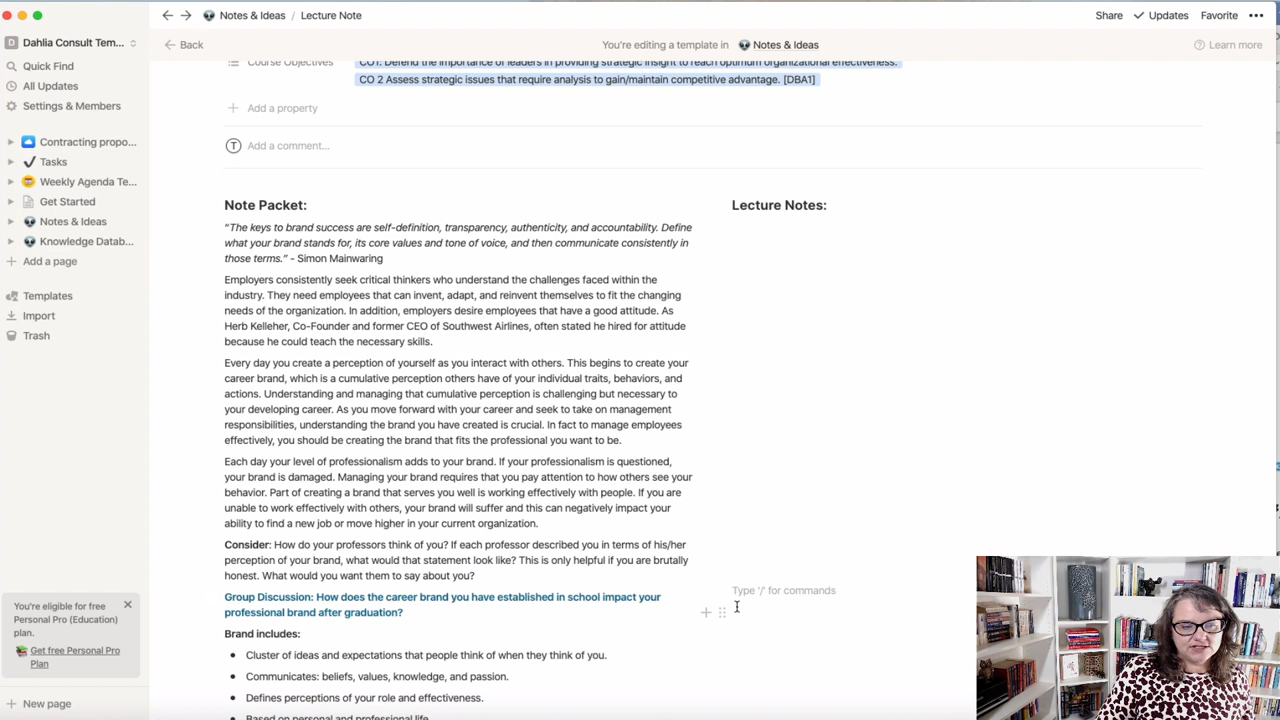 Notes & Ideas / Lecture Note
Share
Updates
Favorite
Dahlia Consult Tem...
Back
You're editing a template in Notes & Ideas
Learn more
Quick Find
All Updates
Settings & Members
Contracting propo...
Tasks
Weekly Agenda Te...
Get Started
Notes & Ideas
Knowledge Datab...
Add a page
Templates
Import
Trash
You're eligible for free
Personal Pro (Education)
plan.
Get free Personal Pro
Plan
New page
Course Objectives
CO1: Defend the importance of leaders in providing strategic insight to reach optimum organizational effectiveness.
CO 2 Assess strategic issues that require analysis to gain/maintain competitive advantage. [DBA1]
Add a property
T
Add a comment...
Note Packet:
"The keys to brand success are self-definition, transparency, authenticity, and accountability. Define
what your brand stands for, its core values and tone of voice, and then communicate consistently in
those terms." - Simon Mainwaring
Employers consistently seek critical thinkers who understand the challenges faced within the
industry. They need employees that can invent, adapt, and reinvent themselves to fit the changing
needs of the organization. In addition, employers desire employees that have a good attitude. As
Herb Kelleher, Co-Founder and former CEO of Southwest Airlines, often stated he hired for attitude
because he could teach the necessary skills.
Every day you create a perception of yourself as you interact with others. This begins to create your
career brand, which is a cumulative perception others have of your individual traits, behaviors, and
actions. Understanding and managing that cumulative perception is challenging but necessary to
your developing career. As you move forward with your career and seek to take on management
responsibilities, understanding the brand you have created is crucial. In fact to manage employees
effectively, you should be creating the brand that fits the professional you want to be.
Each day your level of professionalism adds to your brand. If your professionalism is questioned,
your brand is damaged. Managing your brand requires that you pay attention to how others see your
behavior. Part of creating a brand that serves you well is working effectively with people. If you are
unable to work effectively with others, your brand will suffer and this can negatively impact your
ability to find a new job or move higher in your current organization.
Consider: How do your professors think of you? If each professor described you in terms of his/her
perception of your brand, what would that statement look like? This is only helpful if you are brutally
honest. What would you want them to say about you?
Group Discussion: How does the career brand you have established in school impact your
professional brand after graduation?
Brand includes:
Cluster of ideas and expectations that people think of when they think of you.
Communicates: beliefs, values, knowledge, and passion.
Defines perceptions of your role and effectiveness.
Based on personal and professional life
Lecture Notes:
Type '/' for commands